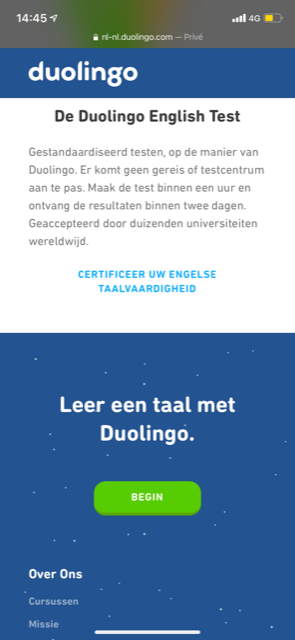 14:45
4G
nl-nl.duolingo.com — Privé
duolingo
De Duolingo English Test
Gestandaardiseerd testen, op de manier van
Duolingo. Er komt geen gereis of testcentrum
aan te pas. Maak de test binnen een uur en
ontvang de resultaten binnen twee dagen.
Geaccepteerd door duizenden universiteiten
wereldwijd.
CERTIFICEER UW ENGELSE
TAALVAARDIGHEID
Leer een taal met
Duolingo.
BEGIN
Over Ons
Cursussen
Missie